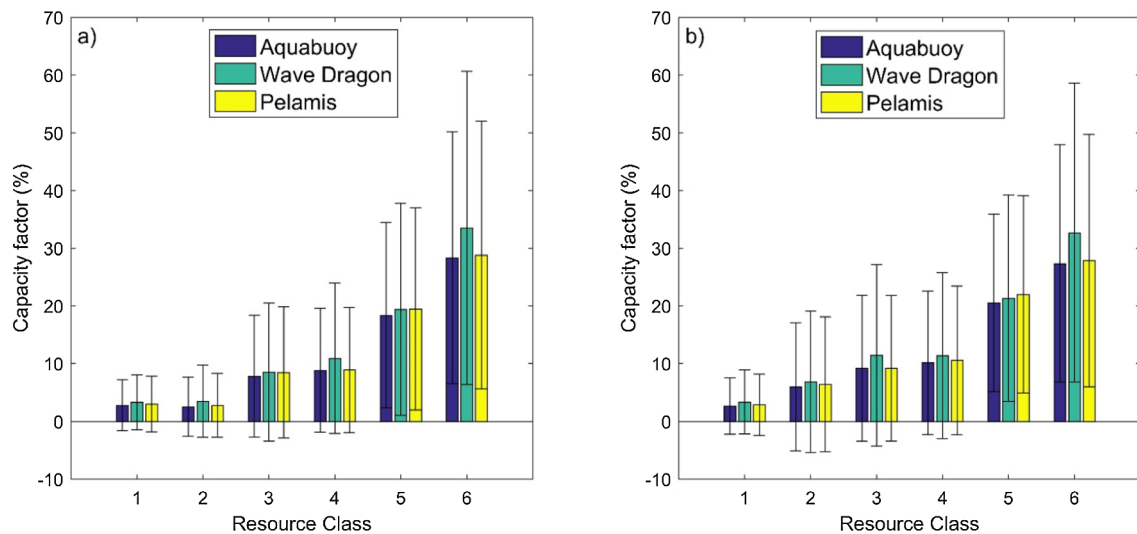 a)
Aquabuoy
Wave Dragon
Pelamis
Capacity factor (%)
70
60
50
40
30
20
10
0
-10
1 2 3 4 5 6
Resource Class
b)
Aquabuoy
Wave Dragon
Pelamis
Capacity factor (%)
70
60
50
40
30
20
10
0
-10
1 2 3 4 5 6
Resource Class